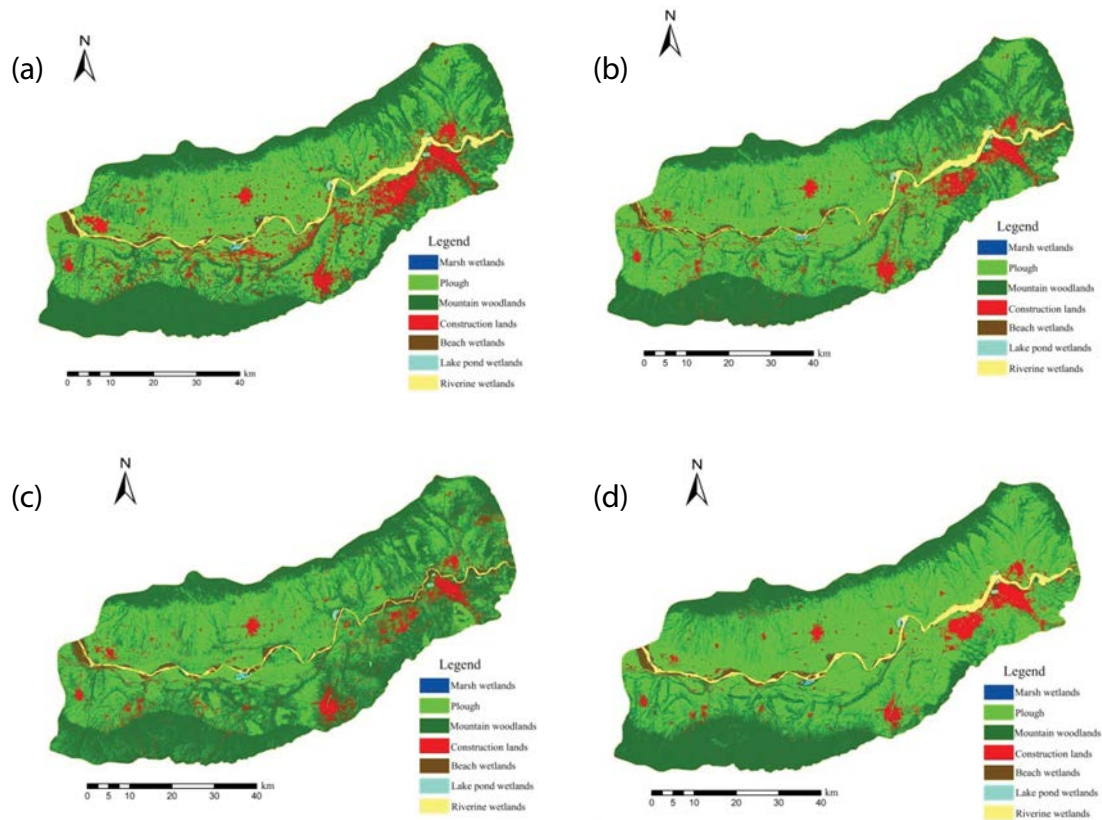 (a)
N
Legend
Marsh wetlands
Plough
Mountain woodlands
Construction lands
Beach wetlands
Lake pond wetlands
Riverine wetlands
km
0 5 10 20 30 40
(b)
N
Legend
Marsh wetlands
Plough
Mountain woodlands
Construction lands
Beach wetlands
Lake pond wetlands
Riverine wetlands
km
0 5 10 20 30 40
(c)
N
Legend
Marsh wetlands
Plough
Mountain woodlands
Construction lands
Beach wetlands
Lake pond wetlands
Riverine wetlands
km
0 5 10 20 30 40
(d)
N
Legend
Marsh wetlands
Plough
Mountain woodlands
Construction lands
Beach wetlands
Lake pond wetlands
Riverine wetlands
km
0 5 10 20 30 40